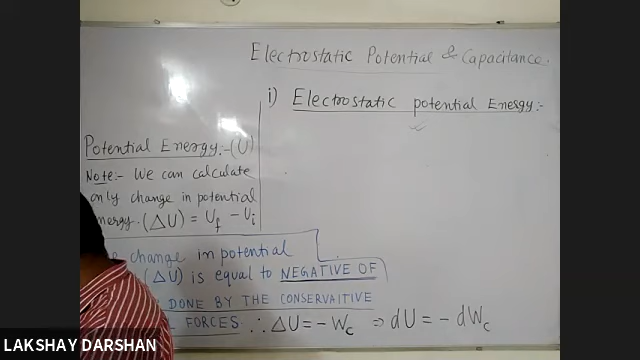 Electrostatic Potential & Capacitance.
i) Electrostatic potential Energy:-
Potential Energy:-(U)
Note:- We can calculate
only change in potential
energy. (ΔU) = Uf - Ui
change in potential
(ΔU) is equal to NEGATIVE OF
DONE BY THE CONSERVAITIVE
FORCES. ∴ ΔU = - Wc ⇒ dU = - dWc
LAKSHAY DARSHAN